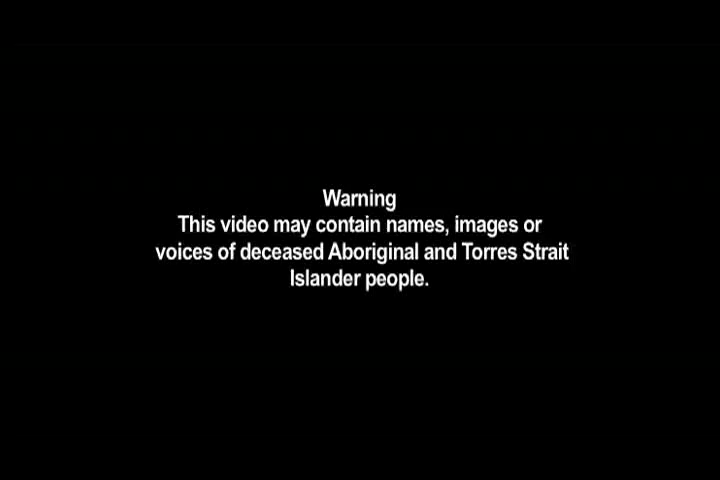 Warning
This video may contain names, images or
voices of deceased Aboriginal and Torres Strait
Islander people.